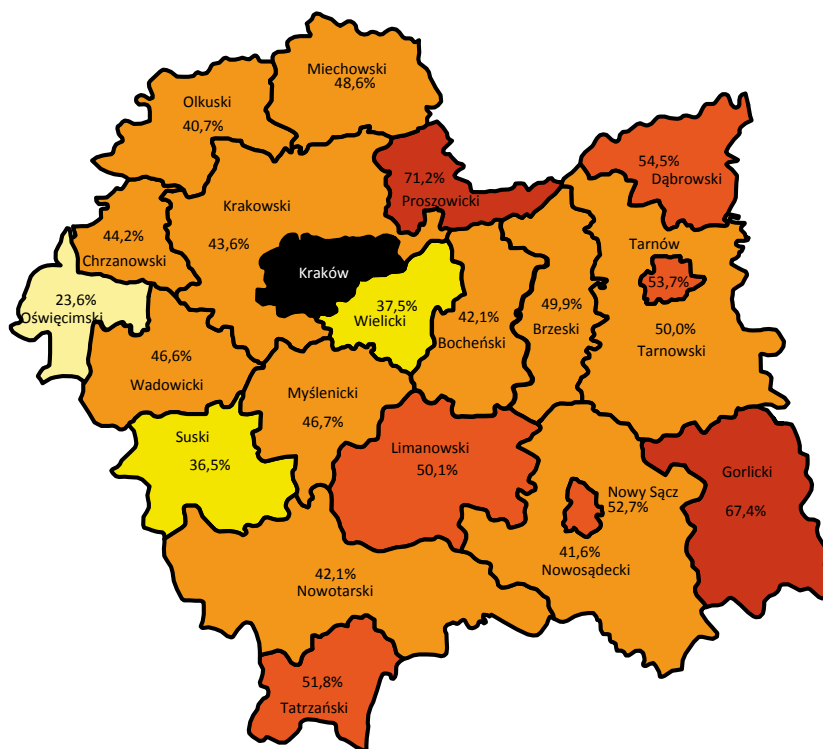 Miechowski
48,6%
Olkuski
40,7%
54,5%
Dąbrowski
71,2%
Proszowicki
Krakowski
43,6%
44,2%
Chrzanowski
Tarnów
53,7%
Kraków
23,6%
Oświęcimski
37,5%
Wielicki
42,1%
Bocheński
49,9%
Brzeski
50,0%
Tarnowski
46,6%
Wadowicki
Myślenicki
46,7%
Suski
36,5%
Limanowski
50,1%
Gorlicki
67,4%
Nowy Sącz
52,7%
41,6%
Nowosądecki
42,1%
Nowotarski
51,8%
Tatrzański